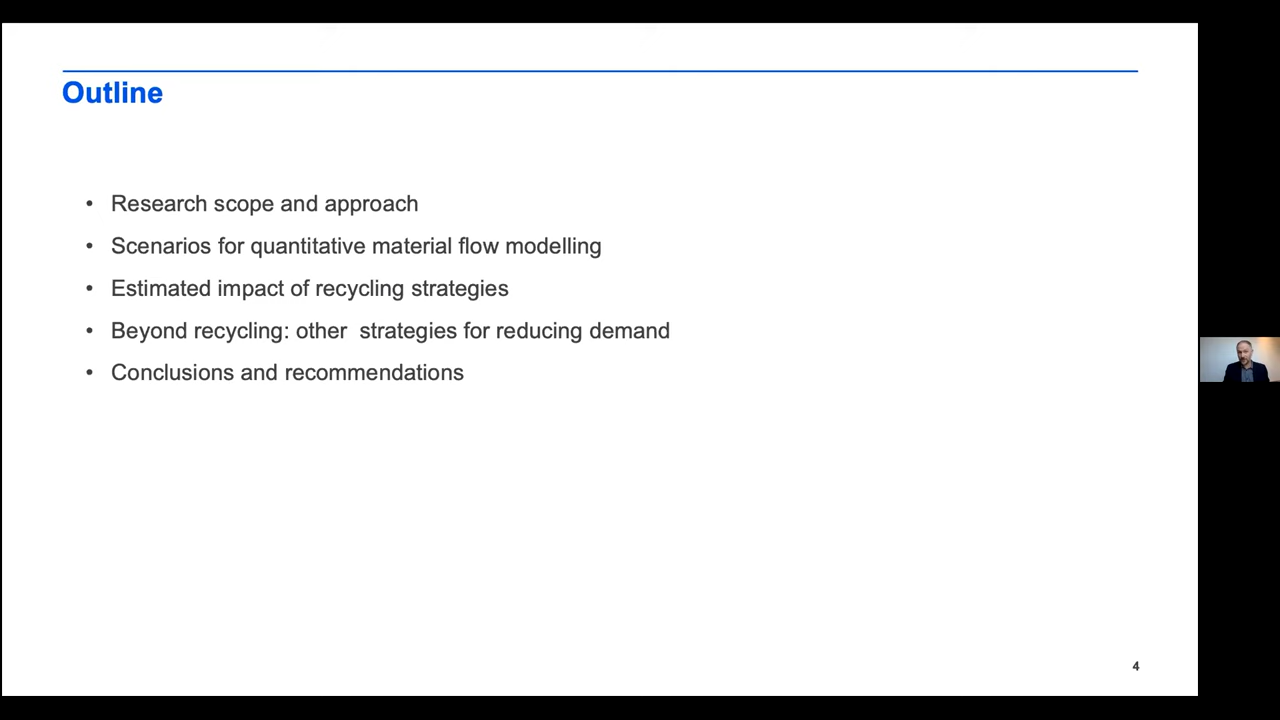 Outline
• Research scope and approach
• Scenarios for quantitative material flow modelling
• Estimated impact of recycling strategies
• Beyond recycling: other  strategies for reducing demand
• Conclusions and recommendations
4